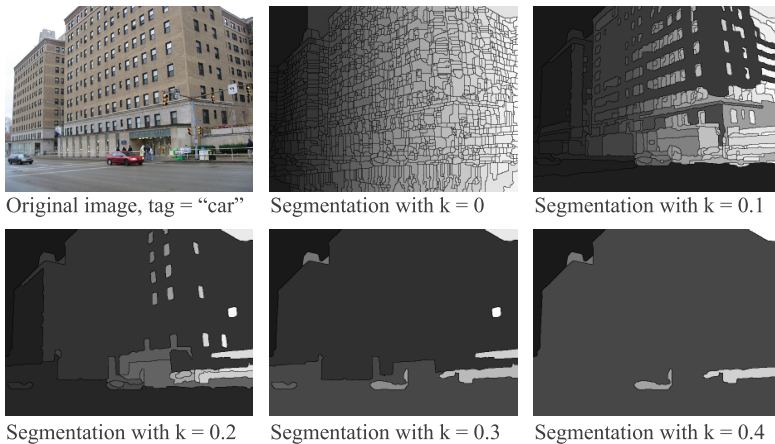 Original image, tag = “car”
Segmentation with k = 0
Segmentation with k = 0.1
Segmentation with k = 0.2
Segmentation with k = 0.3
Segmentation with k = 0.4